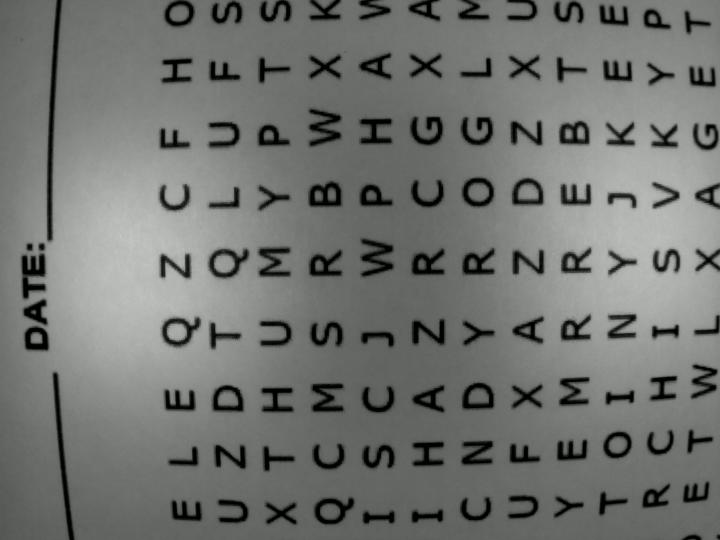 DATE:
E L E Q Z C F H O
U Z D T Q L U F S
X T H U M Y P T S
Q C M S R B W X K
I S C J W P H A
I H A Z R C G X A
C N D Y R O G L M
U F X A Z D Z X U
Y E M R R E B T S
T O I N Y J K E E
R C H I S V K Y P
E T W L X A G E T